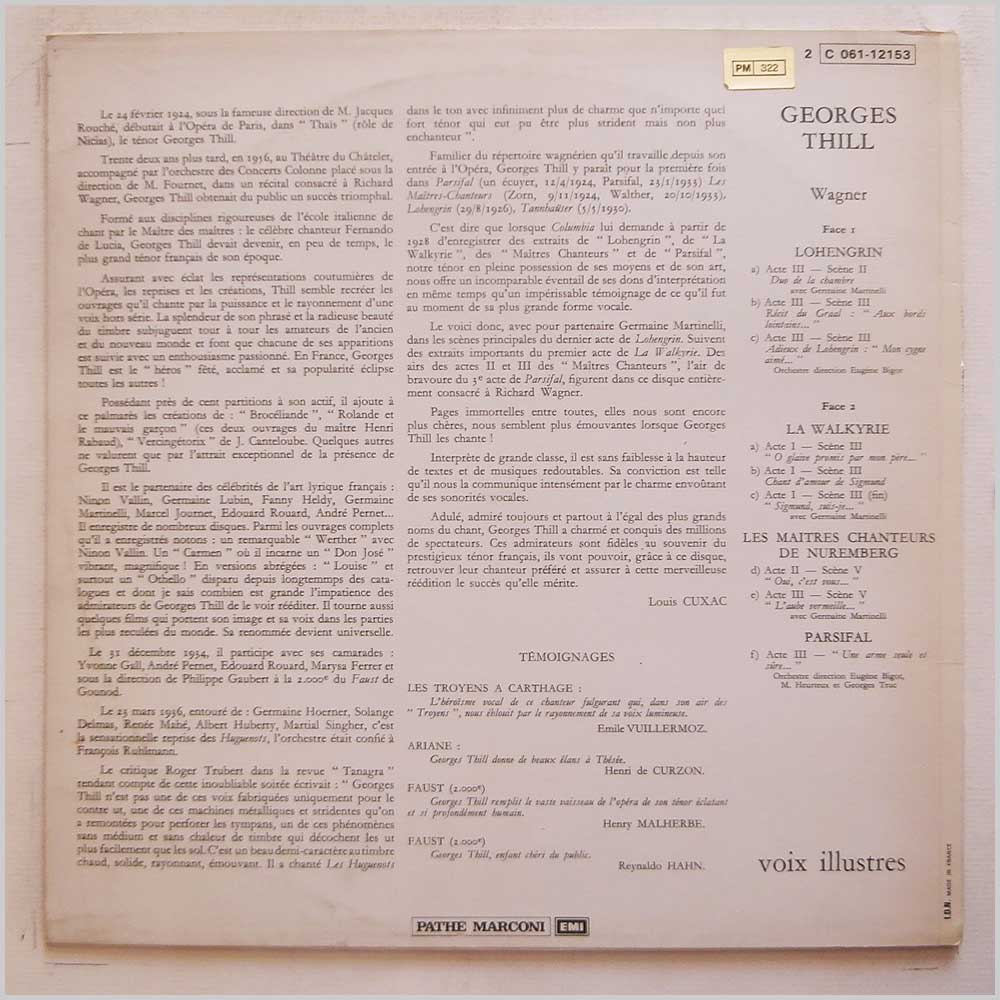 PM 322
2 C 061-12153
Le 24 février 1924, sous la fameuse direction de M. Jacques
Rouché, débutait à l'Opéra de Paris, dans “ Thaïs ” (rôle de
Nicias), le ténor Georges Thill.
Trente deux ans plus tard, en 1956, au Théâtre du Châtelet,
accompagné par l'orchestre des Concerts Colonne placé sous la
direction de M. Fournet, dans un récital consacré à Richard
Wagner, Georges Thill obtenait du public un succès triomphal.
Formé aux disciplines rigoureuses de l'école italienne de
chant par le Maître des maîtres : le célèbre chanteur Fernando
de Lucia, Georges Thill devait devenir, en peu de temps, le
plus grand ténor français de son époque.
Assurant avec éclat les représentations coutumières de
l'Opéra, les reprises et les créations, Thill semble recréer les
ouvrages qu'il chante par la puissance et le rayonnement d'une
voix hors série. La splendeur de son phrasé et la radieuse beauté
du timbre subjuguent tour à tour les amateurs de l'ancien
et du nouveau monde et font que chacune de ses apparitions
est suivie avec un enthousiasme passionné. En France, Georges
Thill est le “ héros ” fêté, acclamé et sa popularité éclipse
toutes les autres !
Possédant près de cent partitions à son actif, il ajoute à
ce palmarès les créations de : “ Brocéliande ”, “ Rolande et
le mauvais garçon ” (ces deux ouvrages du maître Henri
Rabaud), “ Vercingétorix ” de J. Canteloube. Quelques autres
ne valurent que par l'attrait exceptionnel de la présence de
Georges Thill.
Il est le partenaire des célébrités de l'art lyrique français :
Ninon Vallin, Germaine Lubin, Fanny Heldy, Germaine
Martinelli, Marcel Journet, Edouard Rouard, André Pernet...
Il enregistre de nombreux disques. Parmi les ouvrages complets
qu'il a enregistrés notons : un remarquable “ Werther ” avec
Ninon Vallin. Un “ Carmen ” où il incarne un “ Don José ”
vibrant, magnifique ! En versions abrégées : “ Louise ” et
surtout un “ Othello ” disparu depuis longtemmps des cata-
logues et dont je sais combien est grande l'impatience des
admirateurs de Georges Thill de le voir rééditer. Il tourne aussi
quelques films qui portent son image et sa voix dans les parties
les plus reculées du monde. Sa renommée devient universelle.
Le 31 décembre 1934, il participe avec ses camarades :
Yvonne Gall, André Pernet, Edouard Rouard, Marysa Ferrer et
sous la direction de Philippe Gaubert à la 2.000e du Faust de
Gounod.
Le 23 mars 1936, entouré de : Germaine Hoerner, Solange
Delmas, Renée Mahé, Albert Huberty, Martial Singher, c'est
la sensationnelle reprise des Huguenots, l'orchestre était confié à
François Ruhlmann.
Le critique Roger Trubert dans la revue “ Tanagra ”
rendant compte de cette inoubliable soirée écrivait : “ Georges
Thill n'est pas une de ces voix fabriquées uniquement pour le
contre ut, une de ces machines métalliques et stridentes qu'on
a remontées pour perforer les tympans, un de ces phénomènes
sans médium et sans chaleur de timbre qui décochent les ut
plus facilement que les sol. C'est un beau demi-caractère au timbre
chaud, solide, rayonnant, émouvant. Il a chanté Les Huguenots
dans le ton avec infiniment plus de charme que n'importe quel
fort ténor qui eut pu être plus strident mais non plus
enchanteur ”.
Familier du répertoire wagnérien qu'il travaille depuis son
entrée à l'Opéra, Georges Thill y paraît pour la première fois
dans Parsifal (un écuyer, 12/4/1924, Parsifal, 23/1/1933) Les
Maîtres-Chanteurs (Zorn, 9/11/1924, Walther, 20/10/1933),
Lohengrin (29/8/1926), Tannhaüser (5/5/1930).
C'est dire que lorsque Columbia lui demande à partir de
1928 d'enregistrer des extraits de “ Lohengrin ”, de “ La
Walkyrie ”, des “ Maîtres Chanteurs ” et de “ Parsifal ”,
notre ténor en pleine possession de ses moyens et de son art,
nous offre un incomparable éventail de ses dons d'interprétation
en même temps qu'un impérissable témoignage de ce qu'il fut
au moment de sa plus grande forme vocale.
Le voici donc, avec pour partenaire Germaine Martinelli,
dans les scènes principales du dernier acte de Lohengrin. Suivent
des extraits importants du premier acte de La Walkyrie. Des
airs des actes II et III des “ Maîtres Chanteurs ”, l'air de
bravoure du 3e acte de Parsifal, figurent dans ce disque entière-
ment consacré à Richard Wagner.
Pages immortelles entre toutes, elles nous sont encore
plus chères, nous semblent plus émouvantes lorsque Georges
Thill les chante !
Interprète de grande classe, il est sans faiblesse à la hauteur
de textes et de musiques redoutables. Sa conviction est telle
qu'il nous la communique intensément par le charme envoûtant
de ses sonorités vocales.
Adulé, admiré toujours et partout à l'égal des plus grands
noms du chant, Georges Thill a charmé et conquis des millions
de spectateurs. Ces admirateurs sont fidèles au souvenir du
prestigieux ténor français, ils vont pouvoir, grâce à ce disque,
retrouver leur chanteur préféré et assurer à cette merveilleuse
réédition le succès qu'elle mérite.
Louis CUXAC
TÉMOIGNAGES
LES TROYENS A CARTHAGE :
L'héroïsme vocal de ce chanteur fulgurant qui, dans son air des
“ Troyens ”, nous éblouit par le rayonnement de sa voix lumineuse.
Emile VUILLERMOZ.
ARIANE :
Georges Thill donne de beaux élans à Thésée.
Henri de CURZON.
FAUST (2.000e)
Georges Thill remplit le vaste vaisseau de l'opéra de son ténor éclatant
et si profondément humain.
Henry MALHERBE.
FAUST (2.000e)
Georges Thill, enfant chéri du public.
Reynaldo HAHN.
GEORGES
THILL
Wagner
Face 1
LOHENGRIN
a) Acte III — Scène II
Duo de la chambre
avec Germaine Martinelli
b) Acte III — Scène III
Récit du Graal : “ Aux bords
lointains... ”
c) Acte III — Scène III
Adieux de Lohengrin : “ Mon cygne
aimé... ”
Orchestre direction Eugène Bigot
Face 2
LA WALKYRIE
a) Acte I — Scène III
“ O glaive promis par mon père... ”
b) Acte I — Scène III
Chant d'amour de Sigmund
c) Acte I — Scène III (fin)
“ Sigmund, suis-je... ”
avec Germaine Martinelli
LES MAITRES CHANTEURS
DE NUREMBERG
d) Acte II — Scène V
“ Oui, c'est vous... ”
e) Acte III — Scène V
“ L'aube vermeille... ”
avec Germaine Martinelli
PARSIFAL
f) Acte III — “ Une arme seule est
sûre... ”
Orchestre direction Eugène Bigot,
M. Heurteux et Georges Truc
voix illustres
I.D.N. MADE IN FRANCE
PATHE MARCONI EMI